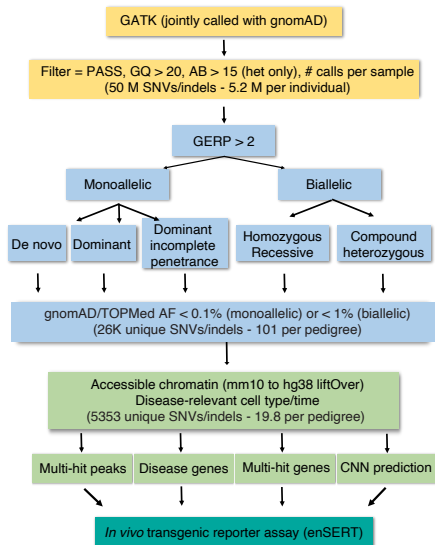 GATK (jointly called with gnomAD)
Filter = PASS, GQ > 20, AB > 15 (het only), # calls per sample
(50 M SNVs/indels - 5.2 M per individual)
GERP > 2
Monoallelic
Biallelic
De novo
Dominant
Dominant
incomplete
penetrance
Homozygous
Recessive
Compound
heterozygous
gnomAD/TOPMed AF < 0.1% (monoallelic) or < 1% (biallelic)
(26K unique SNVs/indels - 101 per pedigree)
Accessible chromatin (mm10 to hg38 liftOver)
Disease-relevant cell type/time
(5353 unique SNVs/indels - 19.8 per pedigree)
Multi-hit peaks
Disease genes
Multi-hit genes
CNN prediction
In vivo transgenic reporter assay (enSERT)